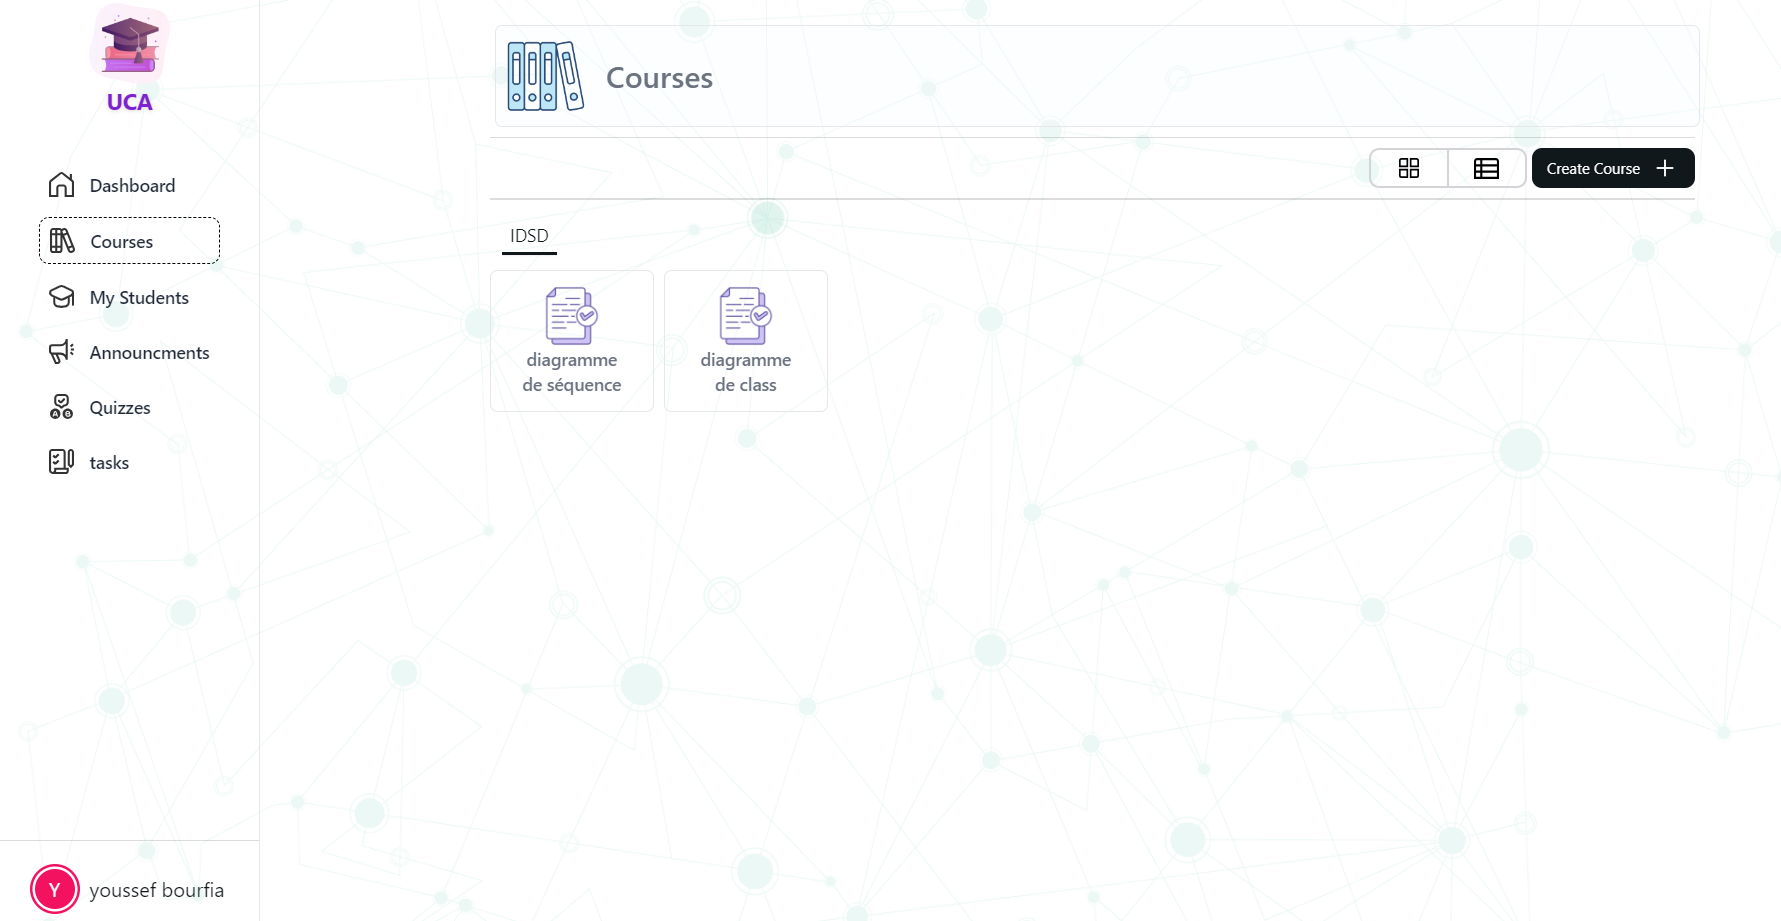 UCA
Dashboard
Courses
My Students
Announcments
Quizzes
tasks
Y
youssef bourfia
Courses
Create Course
IDSD
diagramme
de séquence
diagramme
de class